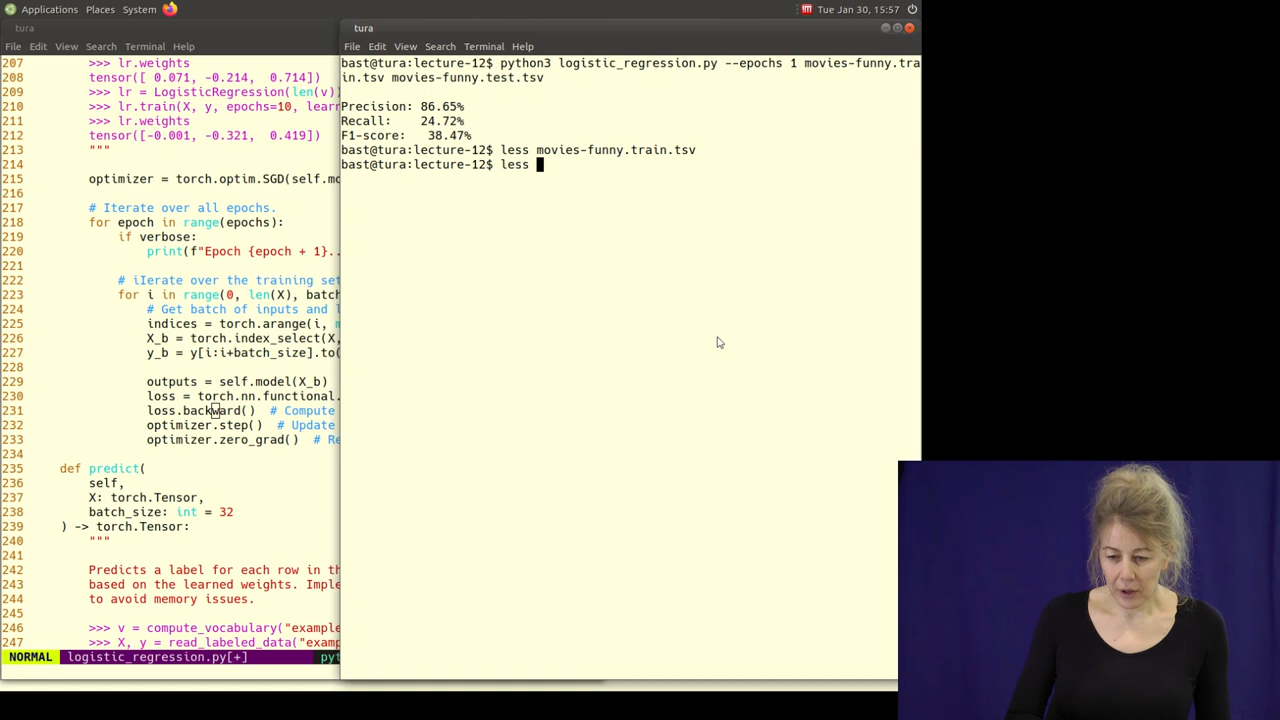 Applications Places System Tue Jan 30, 15:57
tura
File Edit View Search Terminal Help
207 >>> lr.weights
208 tensor([ 0.071, -0.214, 0.714])
209 >>> lr = LogisticRegression(len(v))
210 >>> lr.train(X, y, epochs=10, lear
211 >>> lr.weights
212 tensor([-0.001, -0.321, 0.419])
213 """
214
215 optimizer = torch.optim.SGD(self.mo
216
217 # Iterate over all epochs.
218 for epoch in range(epochs):
219 if verbose:
220 print(f"Epoch {epoch + 1}..
221
222 # iIerate over the training set
223 for i in range(0, len(X), batch
224 # Get batch of inputs and l
225 indices = torch.arange(i, m
226 X_b = torch.index_select(X,
227 y_b = y[i:i+batch_size].to(
228
229 outputs = self.model(X_b)
230 loss = torch.nn.functional.
231 loss.backward() # Compute
232 optimizer.step() # Update
233 optimizer.zero_grad() # Re
234
235 def predict(
236 self,
237 X: torch.Tensor,
238 batch_size: int = 32
239 ) -> torch.Tensor:
240 """
241
242 Predicts a label for each row in th
243 based on the learned weights. Imple
244 to avoid memory issues.
245
246 >>> v = compute_vocabulary("example
247 >>> X, y = read_labeled_data("examp
NORMAL logistic_regression.py[+] pyt
tura
File Edit View Search Terminal Help
bast@tura:lecture-12$ python3 logistic_regression.py --epochs 1 movies-funny.tra
in.tsv movies-funny.test.tsv
Precision: 86.65%
Recall: 24.72%
F1-score: 38.47%
bast@tura:lecture-12$ less movies-funny.train.tsv
bast@tura:lecture-12$ less